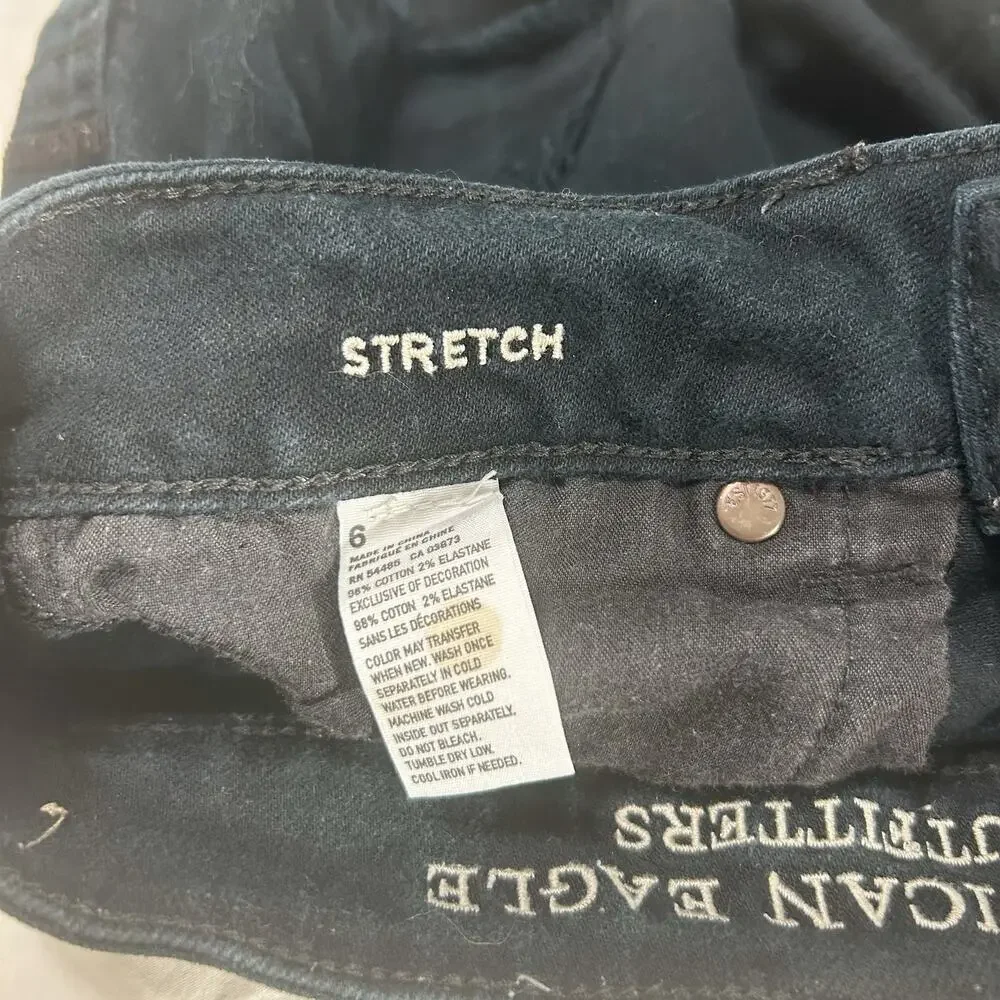 STRETCH
6
MADE IN CHINA
FABRIQUÉ EN CHINE
RN 54485 CA 03873
98% COTTON 2% ELASTANE
EXCLUSIVE OF DECORATION
98% COTON 2% ELASTANE
SANS LES DÉCORATIONS
COLOR MAY TRANSFER
WHEN NEW. WASH ONCE
SEPARATELY IN COLD
WATER BEFORE WEARING.
MACHINE WASH COLD
INSIDE OUT SEPARATELY.
DO NOT BLEACH.
TUMBLE DRY LOW.
COOL IRON IF NEEDED.
ICAN EAGLE
UTFITTERS